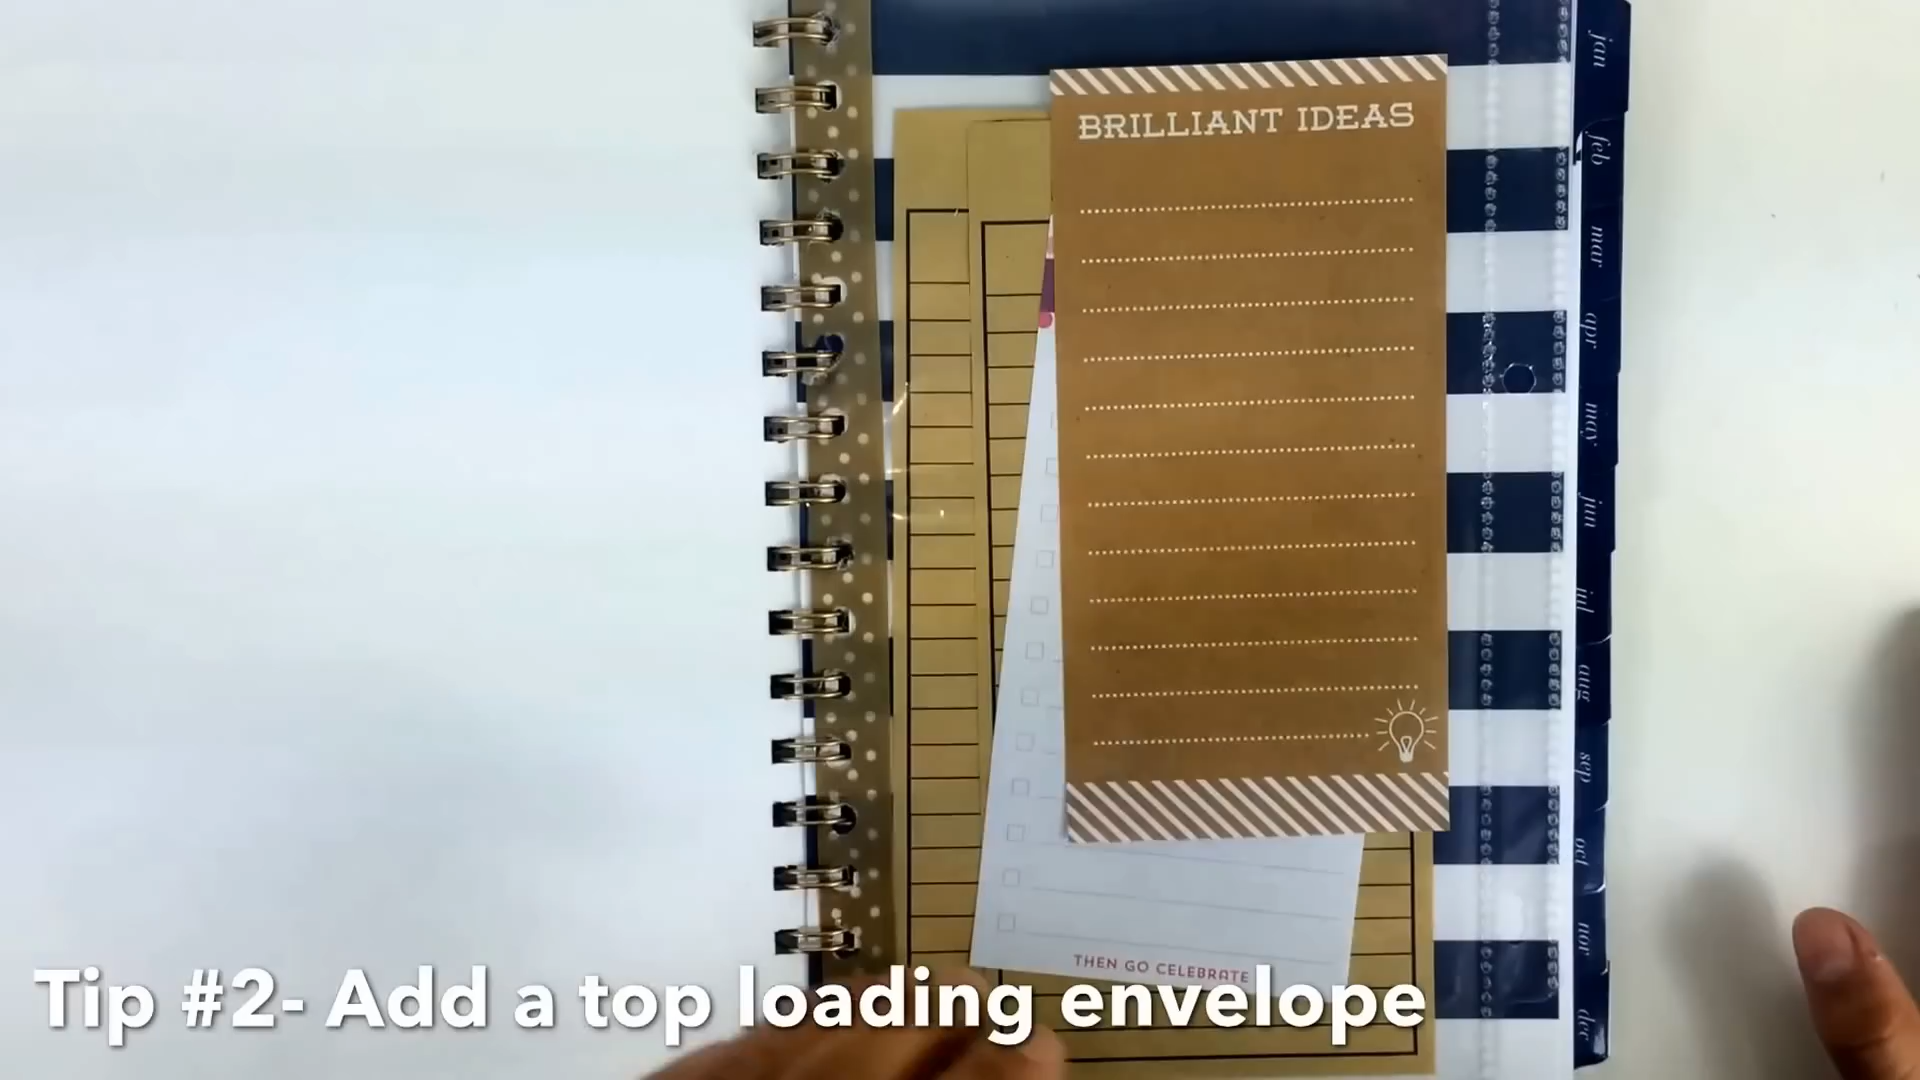 BRILLIANT IDEAS
jan
feb
mar
apr
may
jun
jul
aug
sep
oct
nov
dec
THEN GO CELEBRATE
Tip #2- Add a top loading envelope